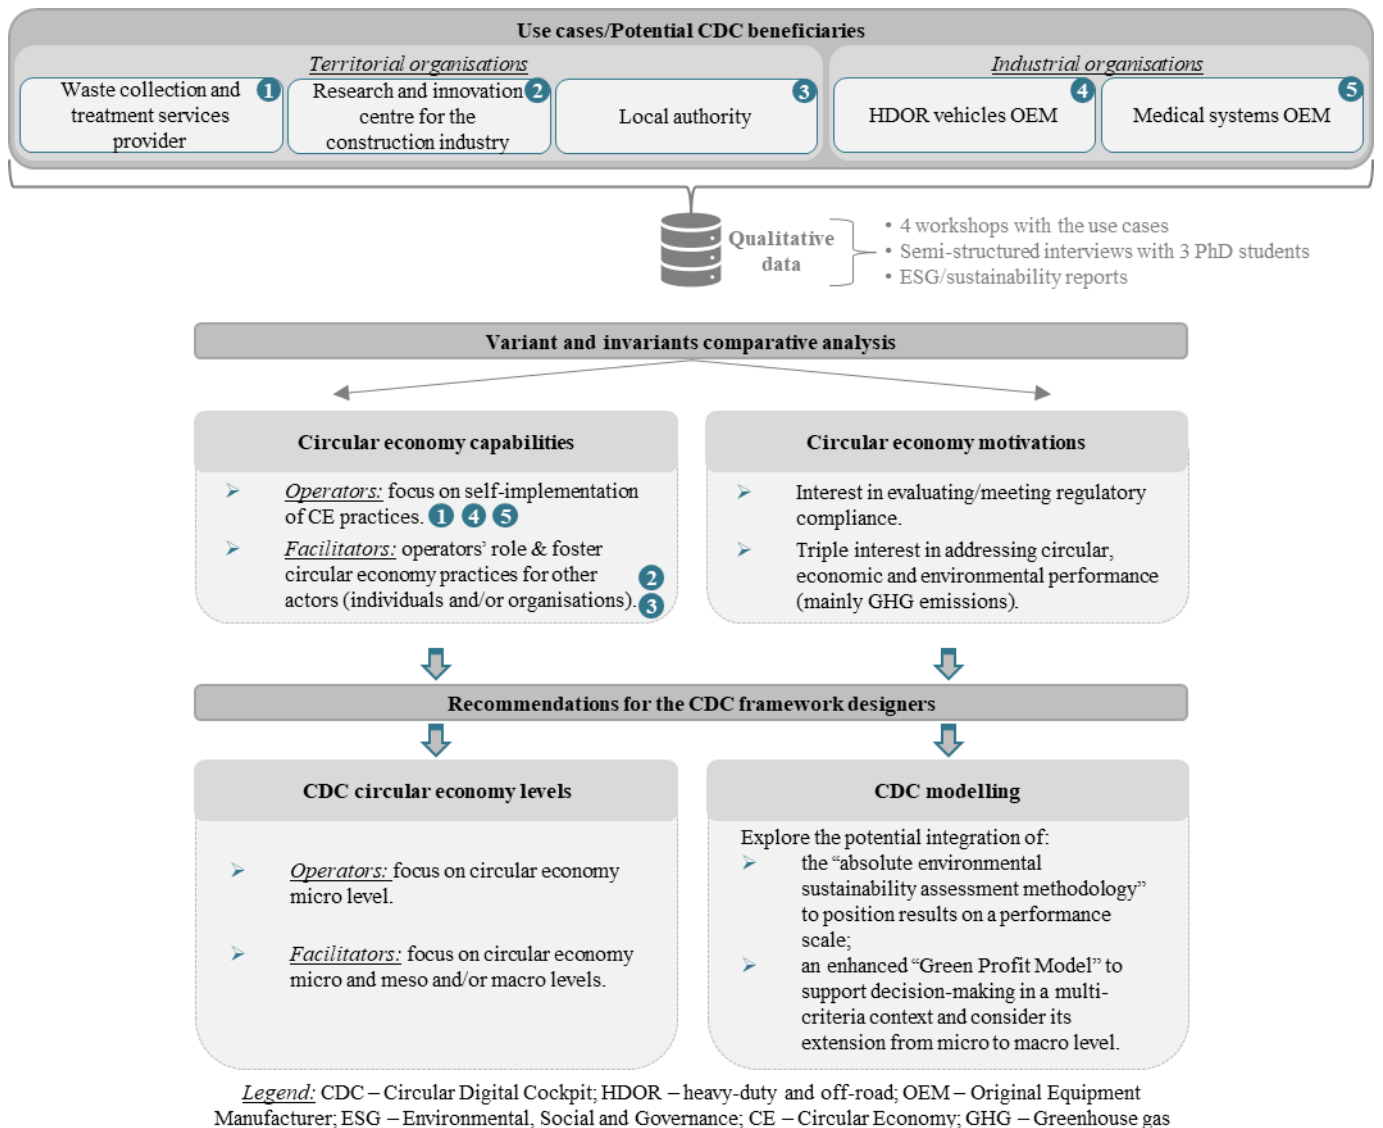 Use cases/Potential CDC beneficiaries
Territorial organisations
Industrial organisations
Waste collection and
treatment services
provider
1
Research and innovation
centre for the
construction industry
2
Local authority
3
HDOR vehicles OEM
4
Medical systems OEM
5
Qualitative
data
• 4 workshops with the use cases
• Semi-structured interviews with 3 PhD students
• ESG/sustainability reports
Variant and invariants comparative analysis
Circular economy capabilities
Operators: focus on self-implementation
of CE practices. 1 4 5
Facilitators: operators’ role & foster
circular economy practices for other
actors (individuals and/or organisations).
2
3
Circular economy motivations
Interest in evaluating/meeting regulatory
compliance.
Triple interest in addressing circular,
economic and environmental performance
(mainly GHG emissions).
Recommendations for the CDC framework designers
CDC circular economy levels
Operators: focus on circular economy
micro level.
Facilitators: focus on circular economy
micro and meso and/or macro levels.
CDC modelling
Explore the potential integration of:
the “absolute environmental
sustainability assessment methodology”
to position results on a performance
scale;
an enhanced “Green Profit Model” to
support decision-making in a multi-
criteria context and consider its
extension from micro to macro level.
Legend: CDC – Circular Digital Cockpit; HDOR – heavy-duty and off-road; OEM – Original Equipment
Manufacturer; ESG – Environmental, Social and Governance; CE – Circular Economy; GHG – Greenhouse gas